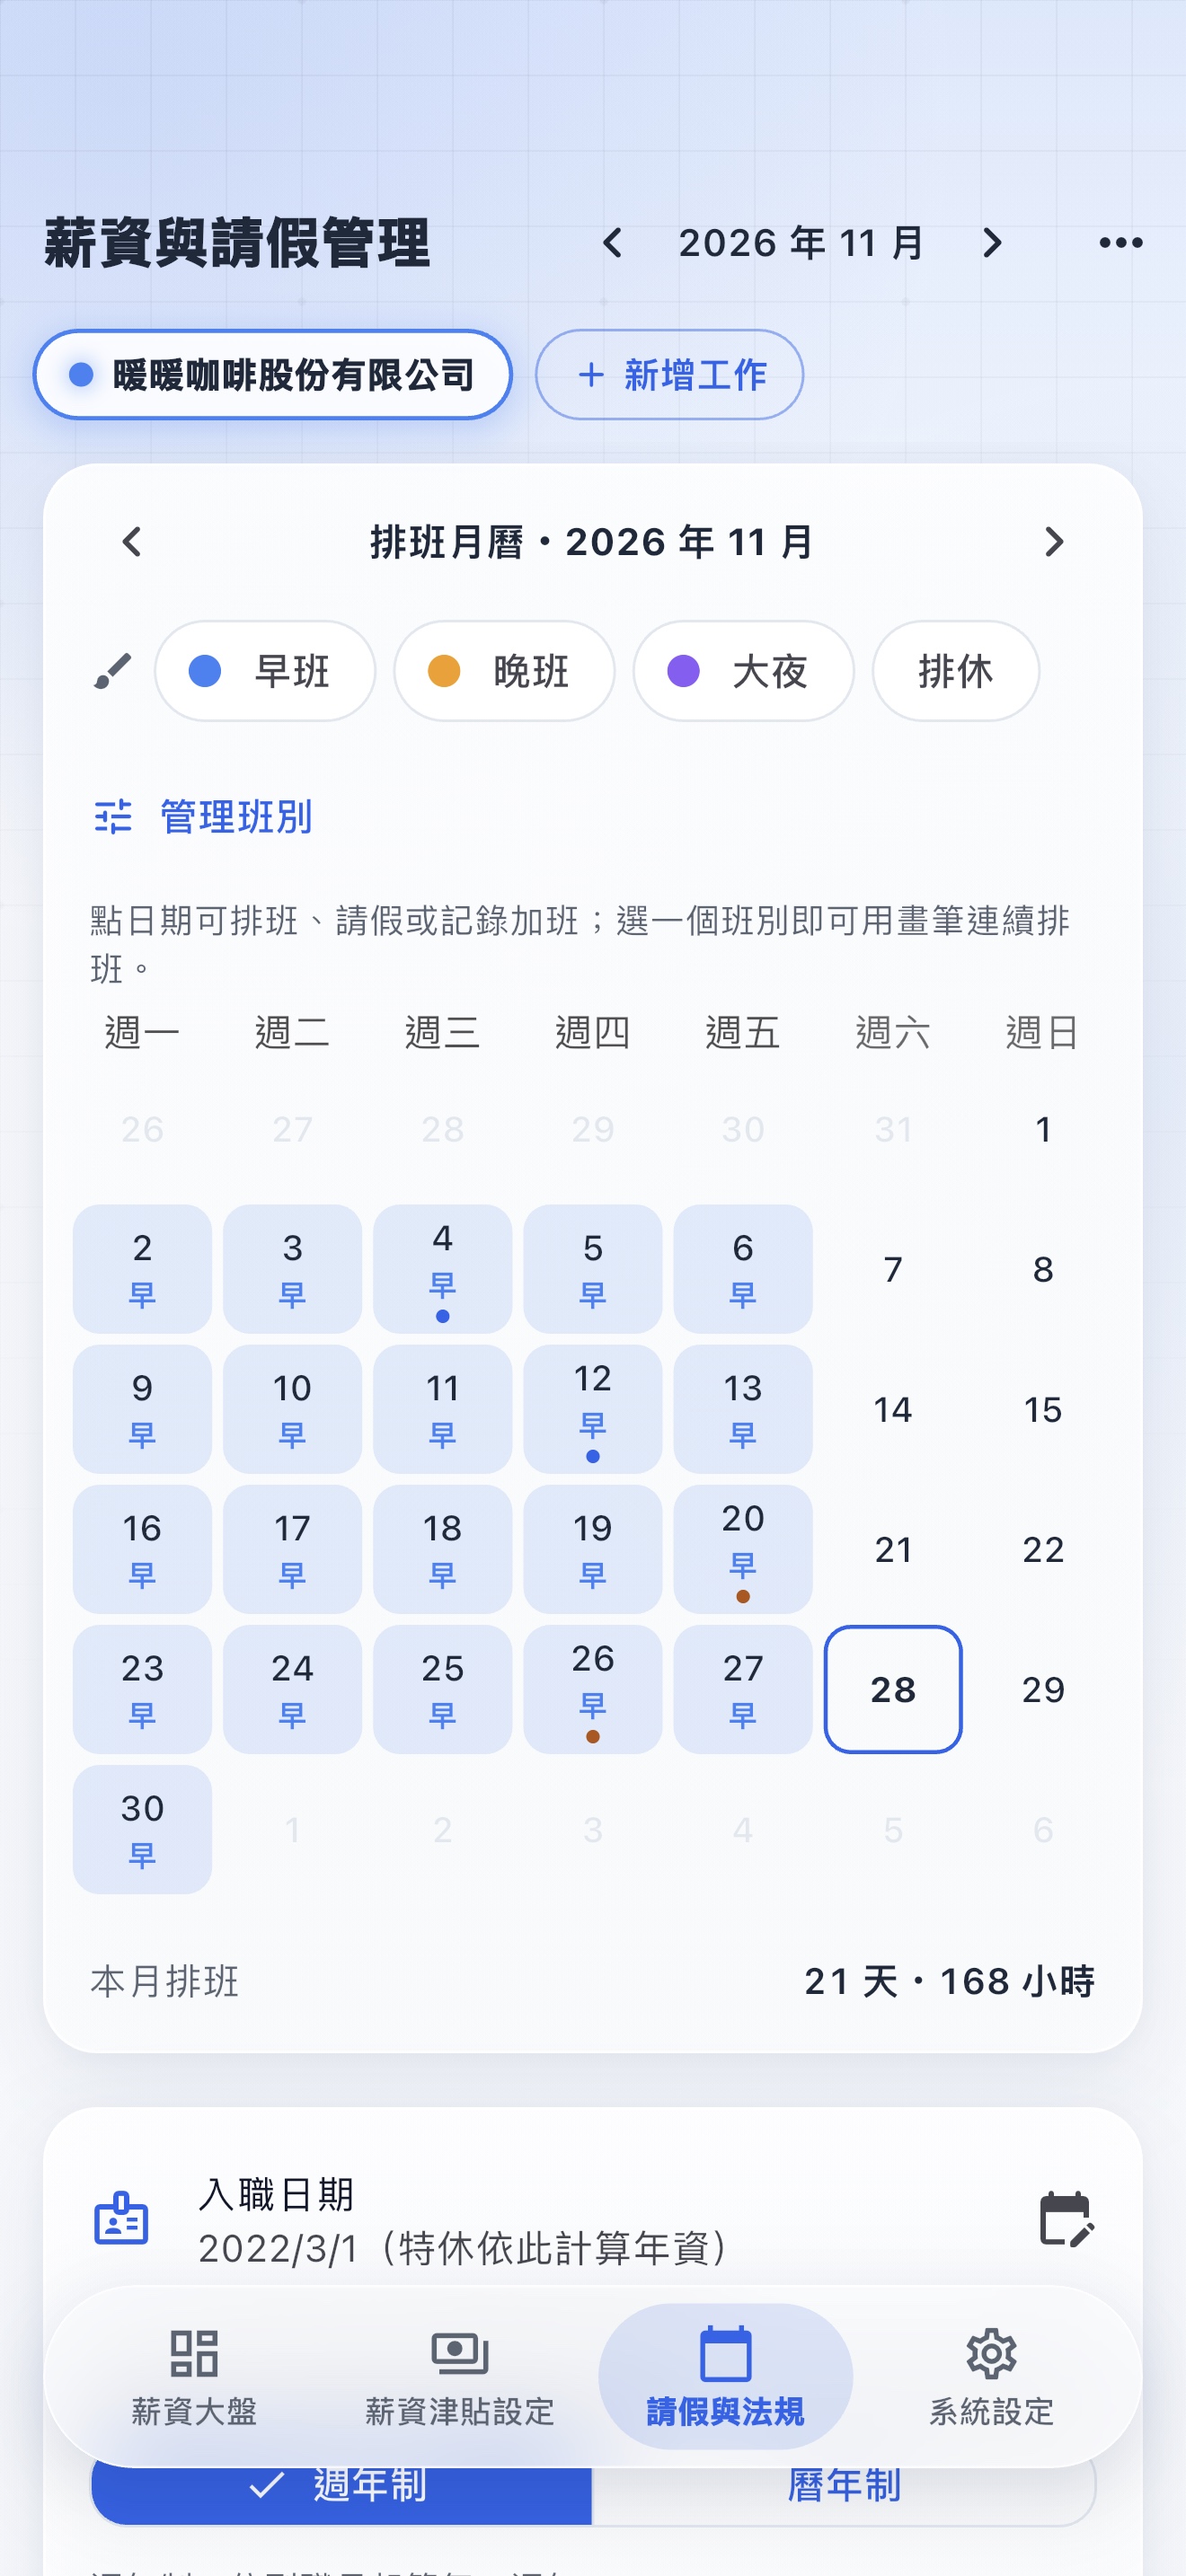 薪資與請假管理
2026 年 11 月
暖暖咖啡股份有限公司
+ 新增工作
排班月曆・2026 年 11 月
早班
晚班
大夜
排休
管理班別
點日期可排班、請假或記錄加班；選一個班別即可用畫筆連續排
班。
週一 週二 週三 週四 週五 週六 週日
26 27 28 29 30 31 1
2 3 4 5 6 7 8
早 早 早 早 早
9 10 11 12 13 14 15
早 早 早 早 早
16 17 18 19 20 21 22
早 早 早 早 早
23 24 25 26 27 28 29
早 早 早 早 早
30 1 2 3 4 5 6
早
本月排班
21 天・168 小時
入職日期
2022/3/1（特休依此計算年資）
薪資大盤
薪資津貼設定
請假與法規
系統設定
週年制
曆年制